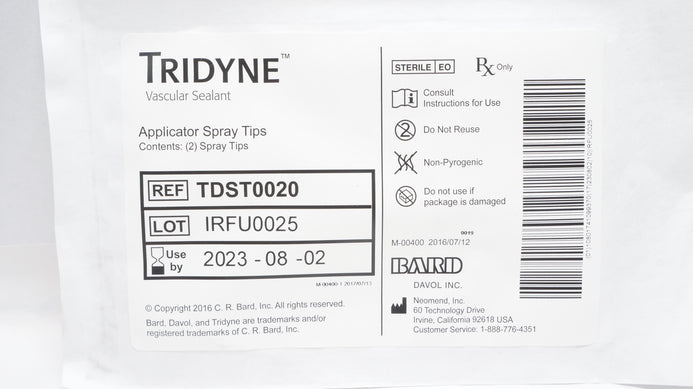 TRIDYNE™
Vascular Sealant
Applicator Spray Tips
Contents: (2) Spray Tips
REF TDST0020
LOT IRFU0025
Use by 2023 - 08 - 02
M-00400-1 2017/07/13
© Copyright 2016 C. R. Bard, Inc. All rights reserved.
Bard, Davol, and Tridyne are trademarks and/or
registered trademarks of C. R. Bard, Inc.
STERILE EO
Rx Only
Consult
Instructions for Use
2
Do Not Reuse
Non-Pyrogenic
Do not use if
package is damaged
0019
M-00400 2016/07/12
BARD
DAVOL INC.
Neomend, Inc.
60 Technology Drive
Irvine, California 92618 USA
Customer Service: 1-888-776-4351